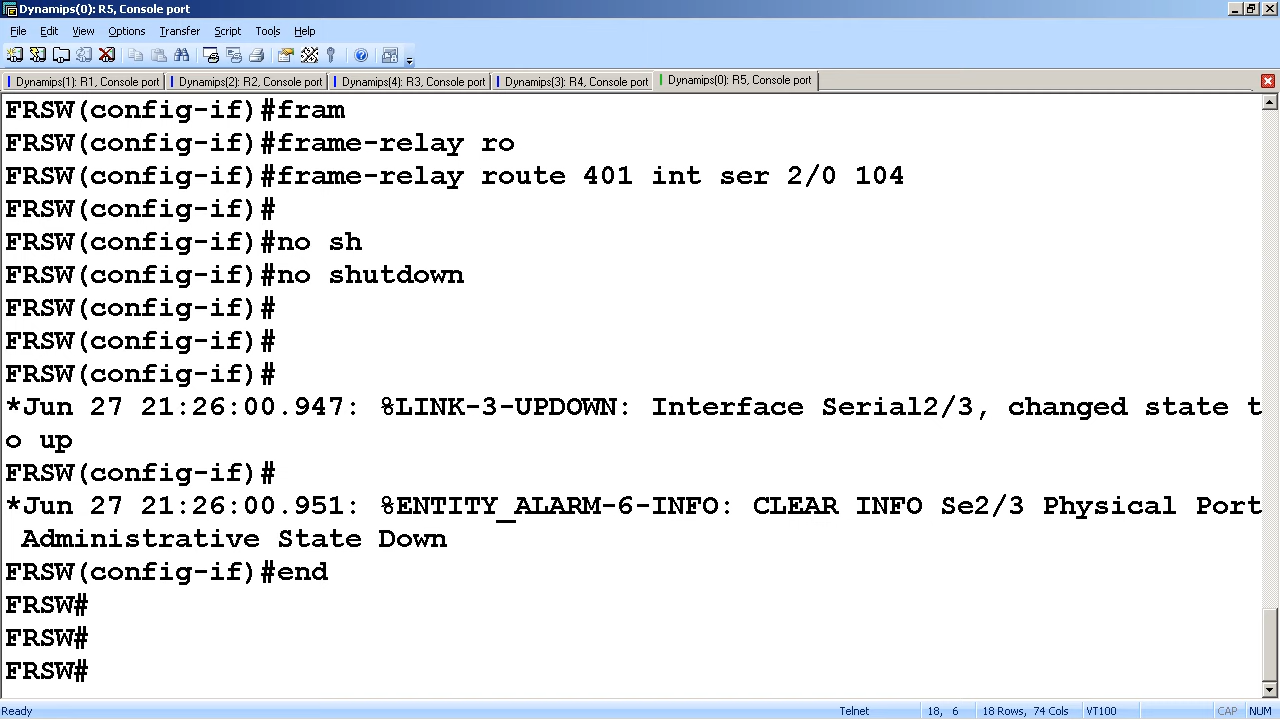 Dynamips(0): R5, Console port
File Edit View Options Transfer Script Tools Help
Dynamips(1): R1, Console port Dynamips(2): R2, Console port Dynamips(4): R3, Console port Dynamips(3): R4, Console port Dynamips(0): R5, Console port
FRSW(config-if)#fram
FRSW(config-if)#frame-relay ro
FRSW(config-if)#frame-relay route 401 int ser 2/0 104
FRSW(config-if)#
FRSW(config-if)#no sh
FRSW(config-if)#no shutdown
FRSW(config-if)#
FRSW(config-if)#
FRSW(config-if)#
*Jun 27 21:26:00.947: %LINK-3-UPDOWN: Interface Serial2/3, changed state t
o up
FRSW(config-if)#
*Jun 27 21:26:00.951: %ENTITY_ALARM-6-INFO: CLEAR INFO Se2/3 Physical Port
 Administrative State Down
FRSW(config-if)#end
FRSW#
FRSW#
FRSW#
Ready Telnet 18, 6 18 Rows, 74 Cols VT100 CAP NUM